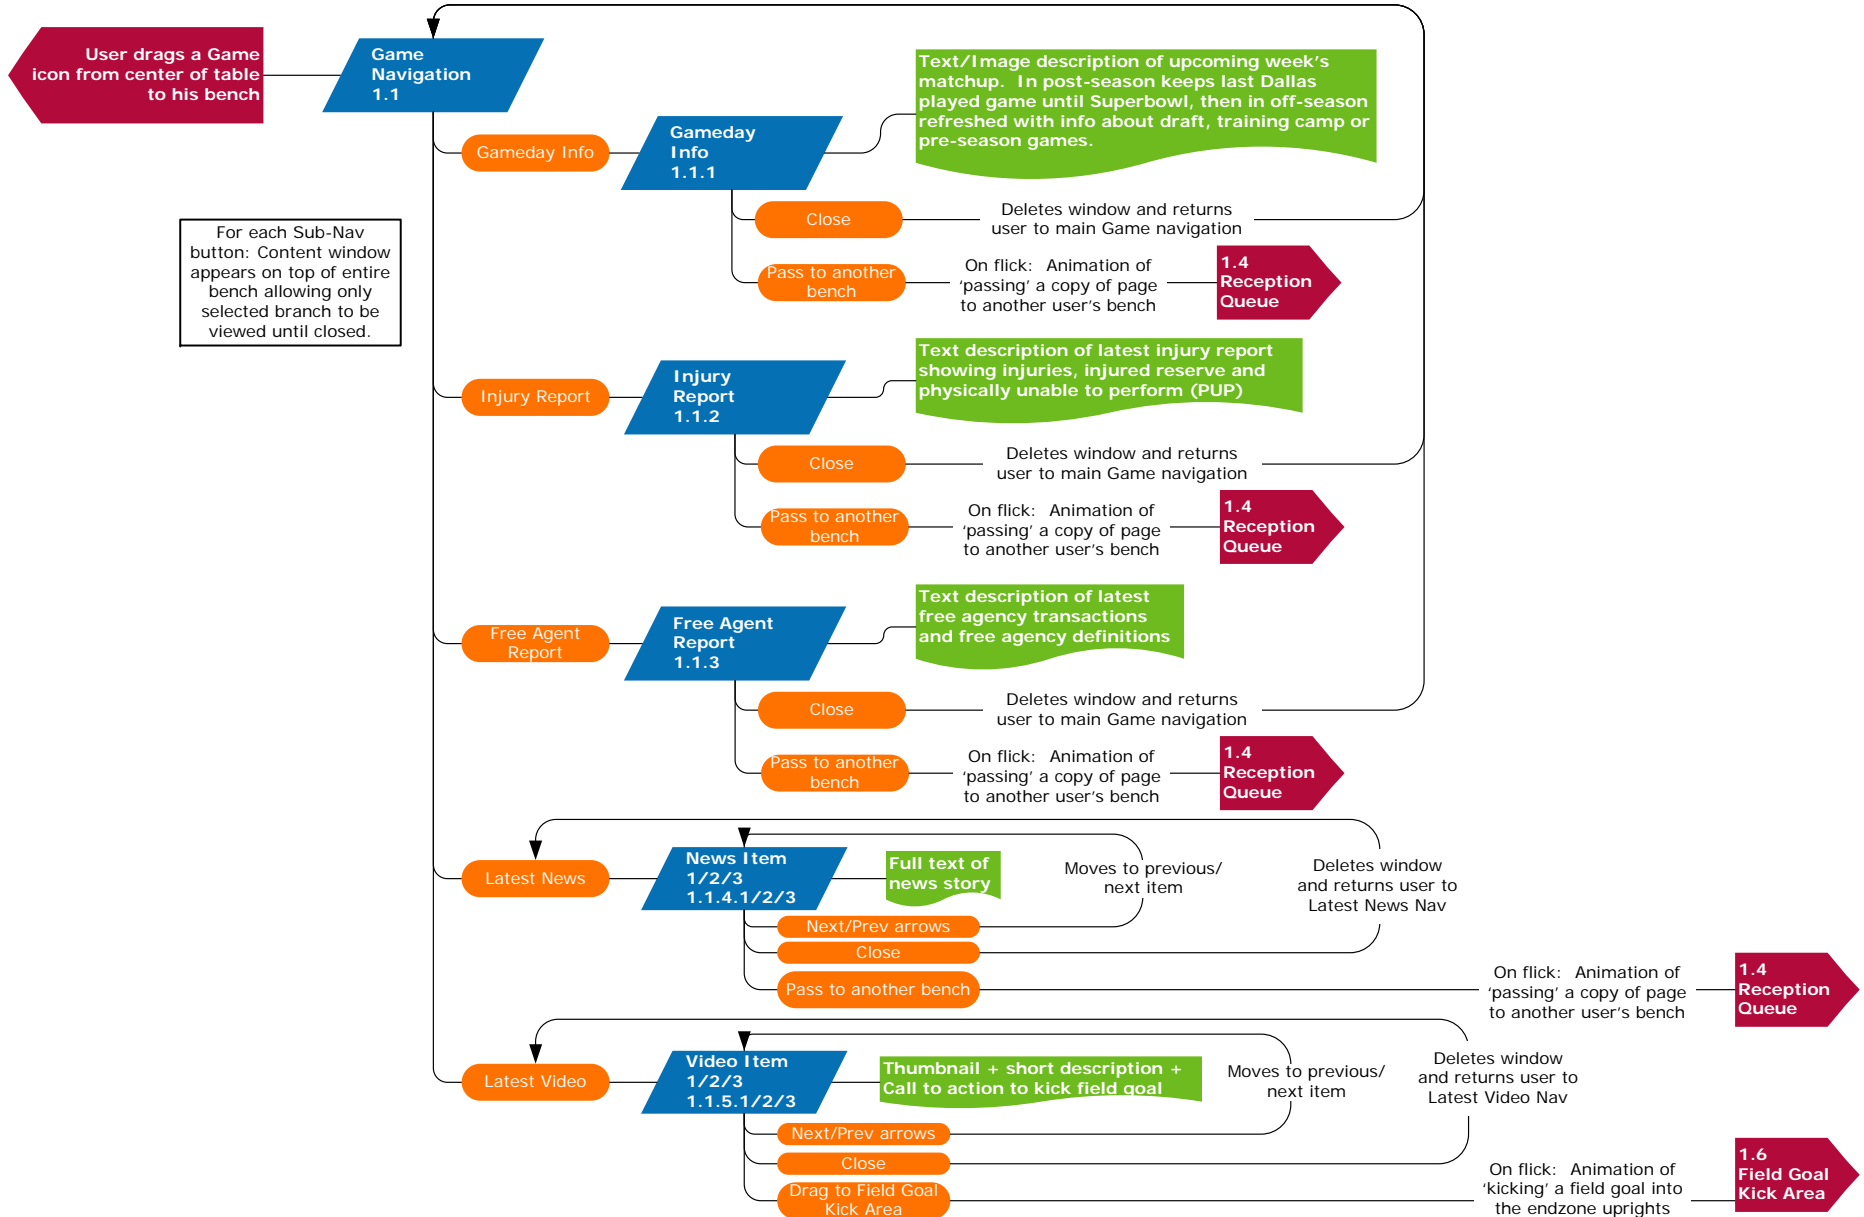 User drags a Game
icon from center of table
to his bench
Game
Navigation
1.1
Text/Image description of upcoming week's
matchup. In post-season keeps last Dallas
played game until Superbowl, then in off-season
refreshed with info about draft, training camp or
pre-season games.
Gameday Info
Gameday
Info
1.1.1
Close
Deletes window and returns
user to main Game navigation
For each Sub-Nav
button: Content window
appears on top of entire
bench allowing only
selected branch to be
viewed until closed.
Pass to another
bench
On flick: Animation of
'passing' a copy of page
to another user's bench
1.4
Reception
Queue
Text description of latest injury report
showing injuries, injured reserve and
physically unable to perform (PUP)
Injury Report
Injury
Report
1.1.2
Close
Deletes window and returns
user to main Game navigation
Pass to another
bench
On flick: Animation of
'passing' a copy of page
to another user's bench
1.4
Reception
Queue
Text description of latest
free agency transactions
and free agency definitions
Free Agent
Report
Free Agent
Report
1.1.3
Close
Deletes window and returns
user to main Game navigation
Pass to another
bench
On flick: Animation of
'passing' a copy of page
to another user's bench
1.4
Reception
Queue
Latest News
News Item
1/2/3
1.1.4.1/2/3
Full text of
news story
Moves to previous/
next item
Deletes window
and returns user to
Latest News Nav
Next/Prev arrows
Close
Pass to another bench
On flick: Animation of
'passing' a copy of page
to another user's bench
1.4
Reception
Queue
Latest Video
Video Item
1/2/3
1.1.5.1/2/3
Thumbnail + short description +
Call to action to kick field goal
Moves to previous/
next item
Deletes window
and returns user to
Latest Video Nav
Next/Prev arrows
Close
Drag to Field Goal
Kick Area
On flick: Animation of
'kicking' a field goal into
the endzone uprights
1.6
Field Goal
Kick Area